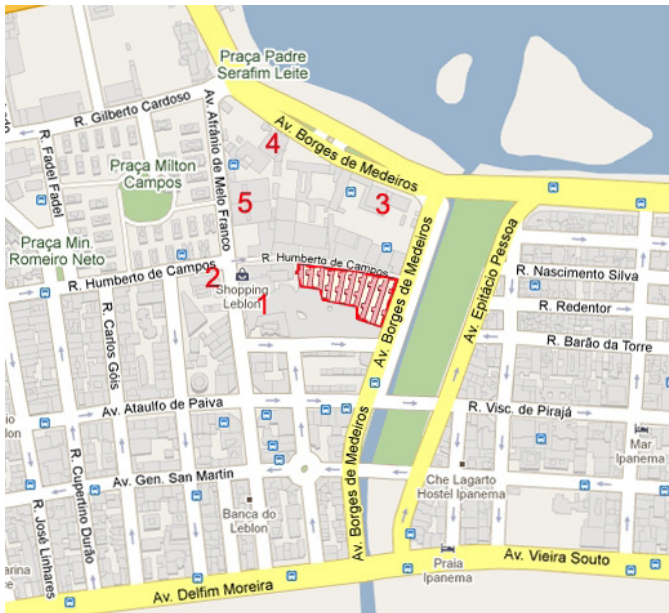 Praça Padre
Serafim Leite
R. Gilberto Cardoso
Av. Afrânio de Melo Franco
Av. Borges de Medeiros
4
R. Fadel Fadel
Praça Milton
Campos
5
3
Praça Min.
Romeiro Neto
R. Humberto de Campos
R. Humberto de Campos
2
Shopping
Leblon
1
Av. Borges de Medeiros
Av. Epitácio Pessoa
R. Nascimento Silva
R. Redentor
R. Barão da Torre
R. Carlos Góis
Av. Ataulfo de Paiva
R. Visc. de Pirajá
Mar
Ipanema
Av. Gen. San Martin
Av. Borges de Medeiros
Che Lagarto
Hostel Ipanema
R. Cupertino Durão
R. José Linhares
Banca do
Leblon
Praia
Ipanema
Av. Vieira Souto
Av. Delfim Moreira